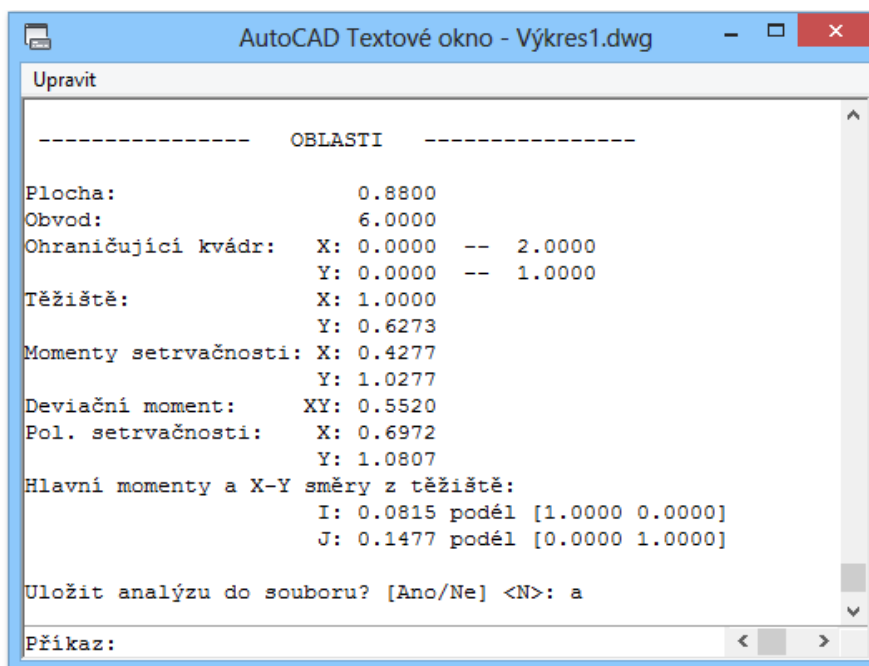 AutoCAD Textové okno - Výkres1.dwg
Upravit
---------------- OBLASTI ----------------
Plocha: 0.8800
Obvod: 6.0000
Ohraničující kvádr: X: 0.0000 -- 2.0000
Y: 0.0000 -- 1.0000
Těžiště: X: 1.0000
Y: 0.6273
Momenty setrvačnosti: X: 0.4277
Y: 1.0277
Deviační moment: XY: 0.5520
Pol. setrvačnosti: X: 0.6972
Y: 1.0807
Hlavní momenty a X-Y směry z těžiště:
I: 0.0815 podél [1.0000 0.0000]
J: 0.1477 podél [0.0000 1.0000]
Uložit analýzu do souboru? [Ano/Ne] <N>: a
Příkaz: